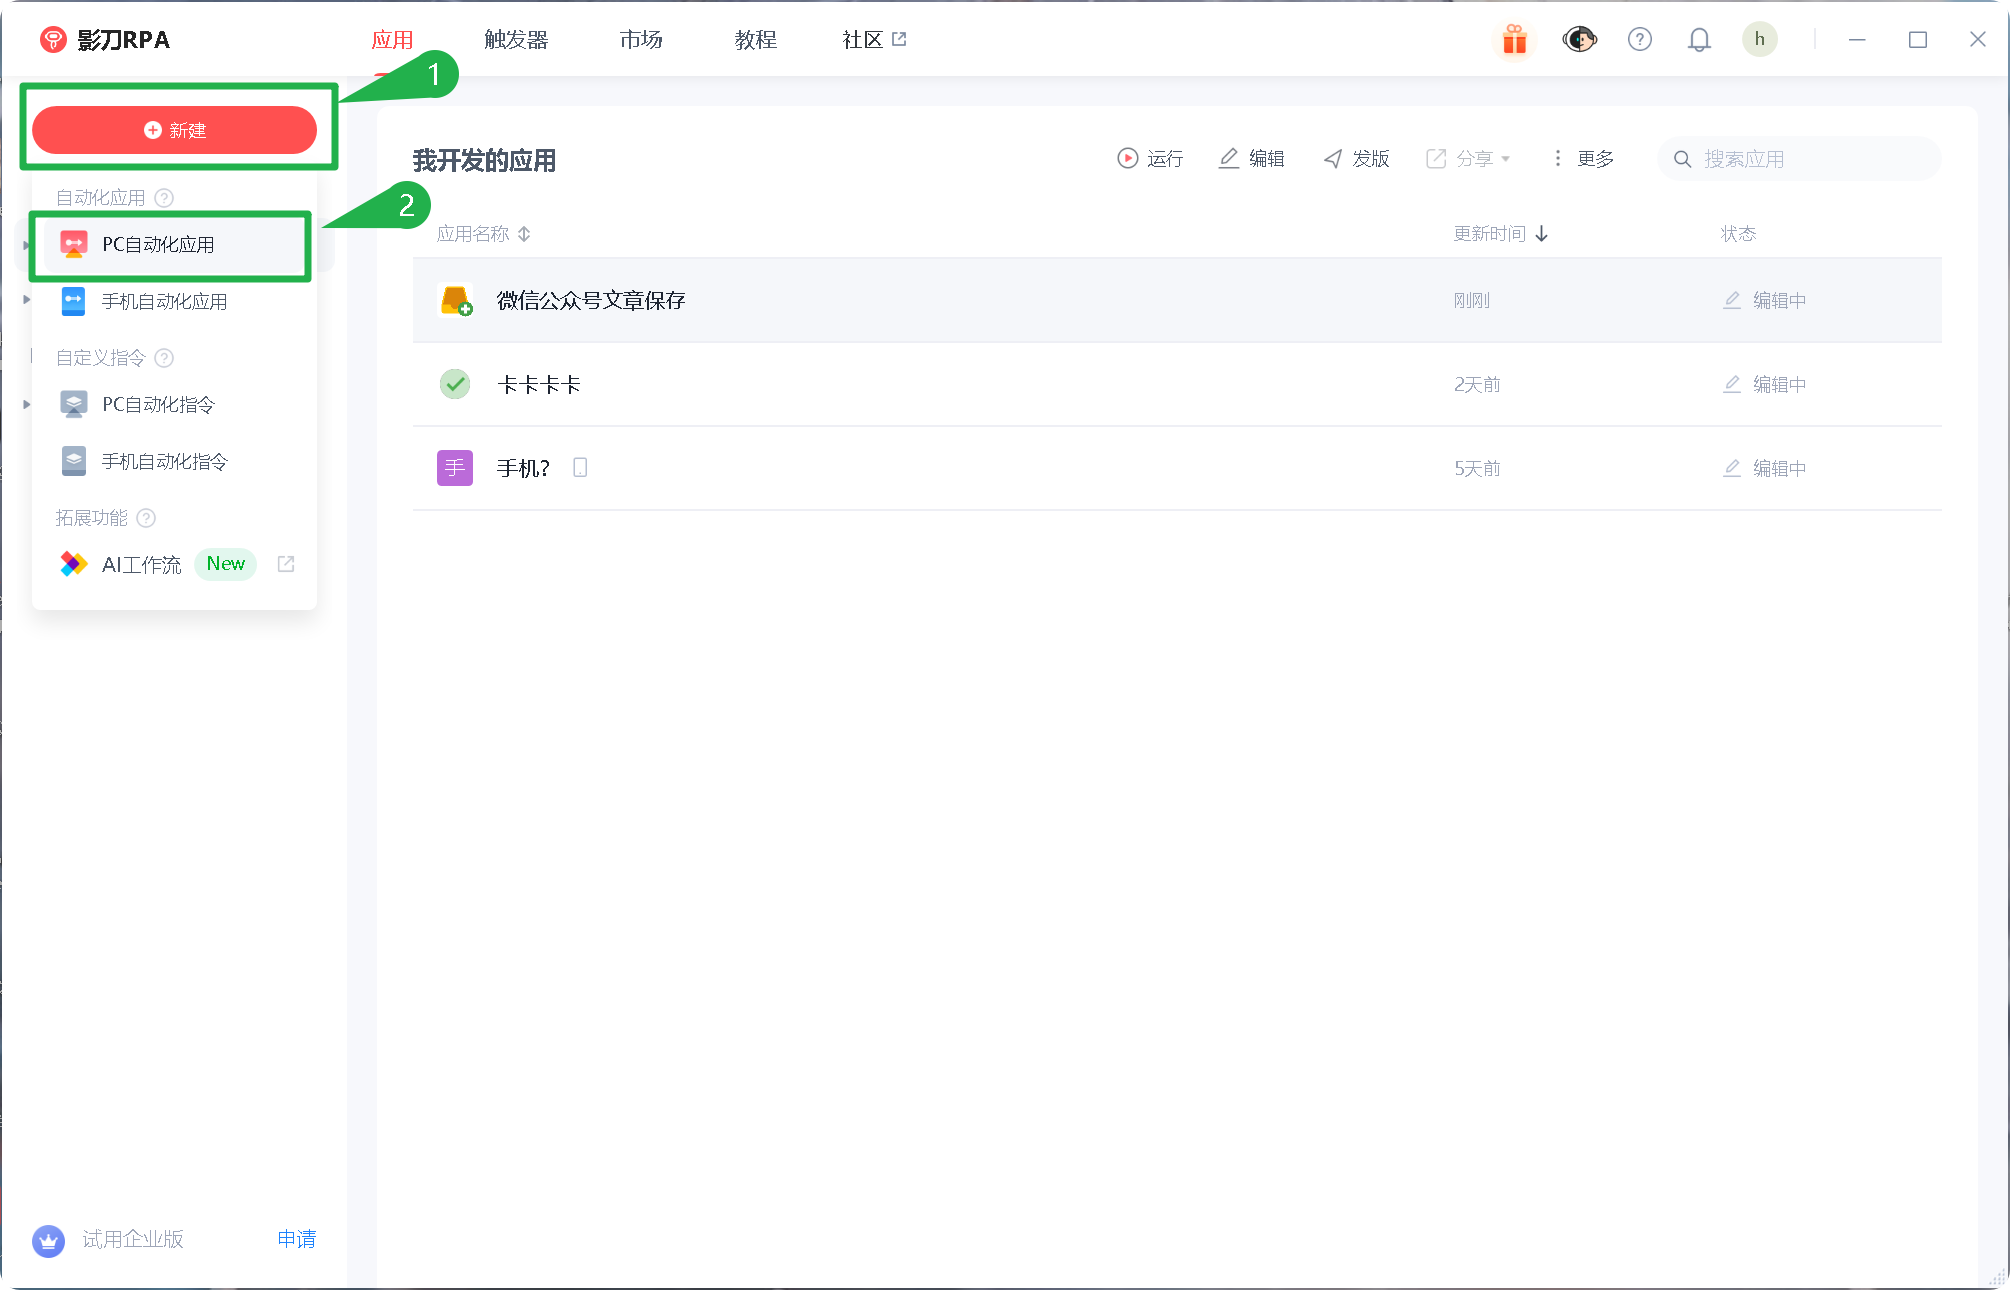 影刀RPA
应用
触发器
市场
教程
社区
h
1
新建
我开发的应用
运行
编辑
发版
分享
更多
搜索应用
自动化应用
2
PC自动化应用
手机自动化应用
自定义指令
PC自动化指令
手机自动化指令
拓展功能
AI工作流 New
应用名称
更新时间
状态
微信公众号文章保存
刚刚
编辑中
卡卡卡卡
2天前
编辑中
手 手机?
5天前
编辑中
试用企业版
申请